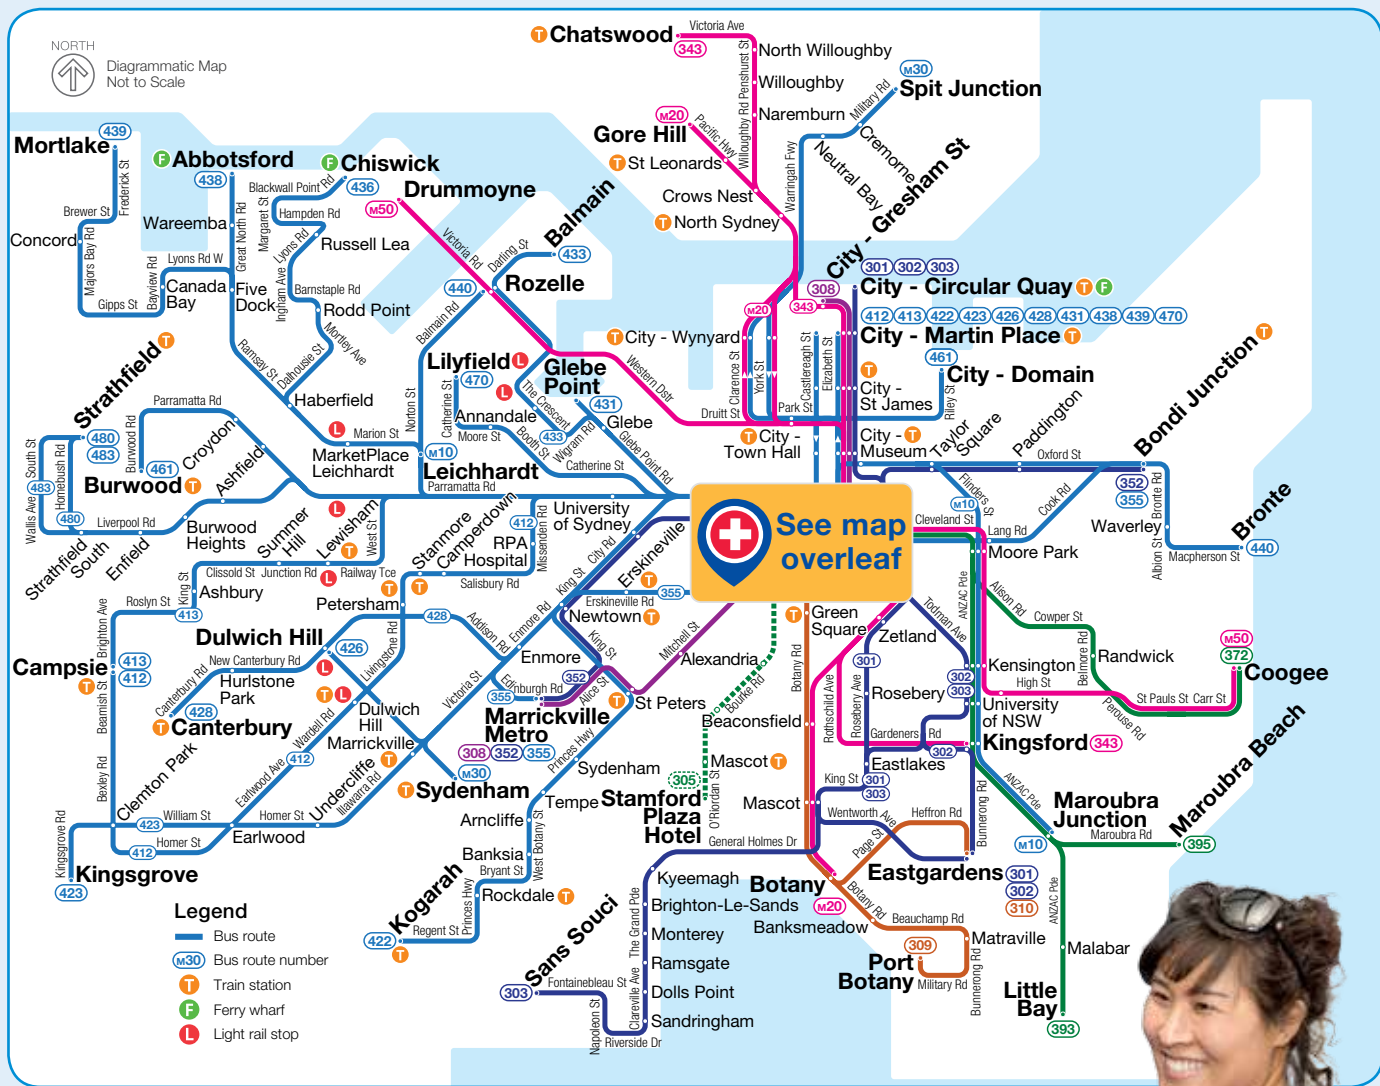 NORTH
Diagrammatic Map
Not to Scale
Chatswood
343
Victoria Ave
Penshurst St
North Willoughby
Willoughby
Willoughby Rd
Naremburn
M20
Gore Hill
Pacific Hwy
St Leonards
Crows Nest
North Sydney
M30
Spit Junction
Military Rd
Cremorne
Neutral Bay
Warringah Fwy
439
Mortlake
Frederick St
Brewer St
Concord
Majors Bay Rd
Gipps St
Bayview Rd
Lyons Rd W
Canada
Bay
Abbotsford
438
Wareemba
Great North Rd
Five
Dock
Chiswick
436
Blackwall Point Rd
Margaret St
Hampden Rd
Russell Lea
Lyons Rd
Ingham Ave
Barnstaple Rd
Rodd Point
Mortley Ave
Dalhousie St
Ramsay St
Haberfield
Drummoyne
M50
Victoria Rd
Balmain
433
Darling St
Rozelle
440
Balmain Rd
City - Gresham St
301 302 303
308
City - Circular Quay
343
412 413 422 423 426 428 431 438 439 470
M20
City - Wynyard
City - Martin Place
461
City - Domain
City -
St James
Riley St
Clarence St
York St
Castlereagh St
Elizabeth St
Park St
Druitt St
City -
Town Hall
City -
Museum
Western Dstr
Lilyfield
470
Catherine St
Annandale
Moore St
Booth St
The Crescent
433
Wigram Rd
Glebe
Point
431
Glebe
Glebe Point Rd
Catherine St
Norton St
Marion St
MarketPlace
Leichhardt
M10
Leichhardt
Parramatta Rd
Strathfield
480
483
Parramatta Rd
Burwood Rd
461
Burwood
Croydon
Ashfield
South St
Wallis Ave
483
Homebush Rd
480
Liverpool Rd
Strathfield
South
Enfield
Burwood
Heights
Summer
Hill
Lewisham
West St
Clissold St
Junction Rd
Railway Tce
King St
Ashbury
Roslyn St
413
Brighton Ave
Stanmore
Camperdown
Salisbury Rd
412
RPA
Hospital
Missenden Rd
University
of Sydney
City Rd
Erskineville
Erskineville Rd
355
King St
Newtown
King St
Enmore Rd
Enmore
Petersham
428
Addison Rd
Livingstone Rd
Dulwich Hill
426
New Canterbury Rd
Hurlstone
Park
Canterbury Rd
428
Canterbury
Campsie
413
412
Beamish St
Bexley Rd
Clemton Park
Wardell Rd
412
Earlwood Ave
Dulwich
Hill
Marrickville
Undercliffe
Illawarra Rd
Victoria St
M30
Sydenham
Edinburgh Rd
355
352
Alice St
Marrickville
Metro
308 352 355
St Peters
Mitchell St
Alexandria
Princes Hwy
Sydenham
Tempe
Arncliffe
West Botany St
Banksia
Bryant St
Rockdale
Princes Hwy
Kogarah
422
Regent St
William St
423
Homer St
412
Homer St
Earlwood
Kingsgrove Rd
Kingsgrove
423
See map
overleaf
Taylor
Square
Paddington
Oxford St
Bondi Junction
352
355
Bronte Rd
Waverley
Albion St
Macpherson St
Bronte
440
Flinders St
M10
Cook Rd
Lang Rd
Cleveland St
Moore Park
ANZAC Pde
Alison Rd
Cowper St
Belmore Rd
Randwick
High St
St Pauls St
Carr St
Perouse Rd
M50
372
Coogee
Kensington
University
of NSW
Kingsford
343
Green
Square
Botany Rd
Zetland
Todman Ave
301
302
303
Rosebery
Rosebery Ave
Rothschild Ave
Beaconsfield
Gardeners Rd
302
Eastlakes
King St
301
303
Bourke Rd
Mascot
305
O'Riordan St
Stamford
Plaza
Hotel
Mascot
Wentworth Ave
Page St
Heffron Rd
Bunnerong Rd
General Holmes Dr
Eastgardens
301
302
310
ANZAC Pde
Maroubra
Junction
M10
Maroubra Rd
Maroubra Beach
395
ANZAC Pde
Malabar
Little
Bay
393
Botany
M20
Botany Rd
Banksmeadow
Beauchamp Rd
Matraville
309
Port
Botany
Military Rd
Bunnerong Rd
Kyeemagh
Brighton-Le-Sands
Monterey
Ramsgate
Dolls Point
Sandringham
The Grand Pde
Clareville Ave
Sans Souci
303
Fontainebleau St
Napoleon St
Riverside Dr
Legend
Bus route
M30 Bus route number
T Train station
F Ferry wharf
L Light rail stop